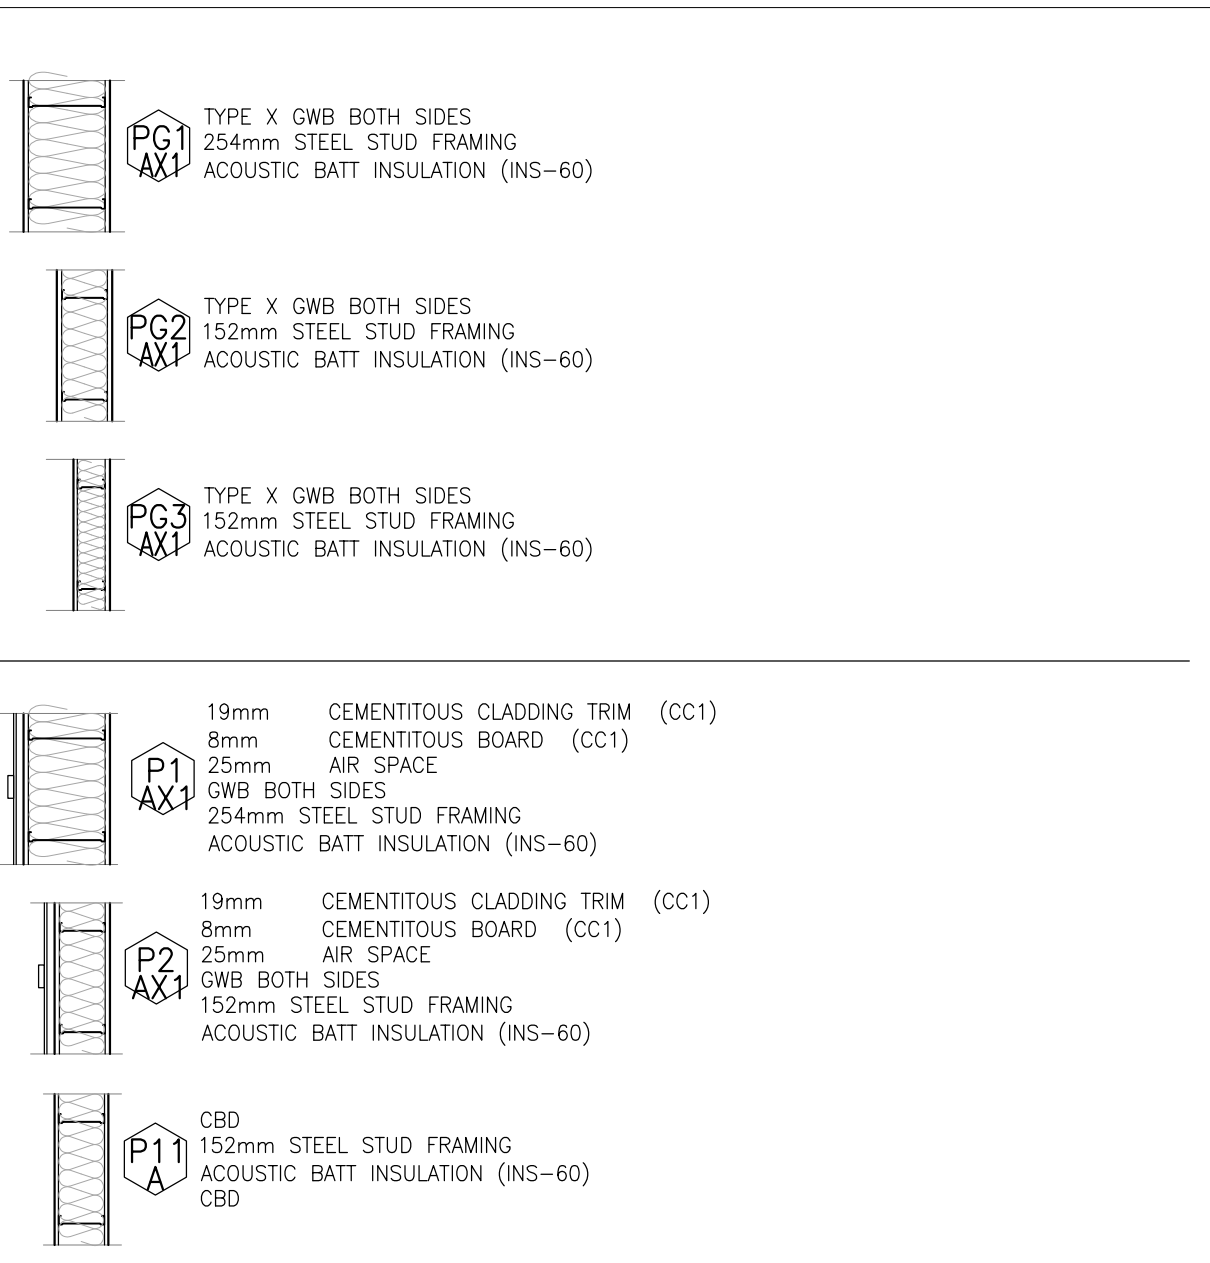 PG1
AX1
TYPE X GWB BOTH SIDES
254mm STEEL STUD FRAMING
ACOUSTIC BATT INSULATION (INS-60)
PG2
AX1
TYPE X GWB BOTH SIDES
152mm STEEL STUD FRAMING
ACOUSTIC BATT INSULATION (INS-60)
PG3
AX1
TYPE X GWB BOTH SIDES
152mm STEEL STUD FRAMING
ACOUSTIC BATT INSULATION (INS-60)
P1
AX1
19mm CEMENTITOUS CLADDING TRIM (CC1)
8mm CEMENTITOUS BOARD (CC1)
25mm AIR SPACE
GWB BOTH SIDES
254mm STEEL STUD FRAMING
ACOUSTIC BATT INSULATION (INS-60)
P2
AX1
19mm CEMENTITOUS CLADDING TRIM (CC1)
8mm CEMENTITOUS BOARD (CC1)
25mm AIR SPACE
GWB BOTH SIDES
152mm STEEL STUD FRAMING
ACOUSTIC BATT INSULATION (INS-60)
P11
A
CBD
152mm STEEL STUD FRAMING
ACOUSTIC BATT INSULATION (INS-60)
CBD